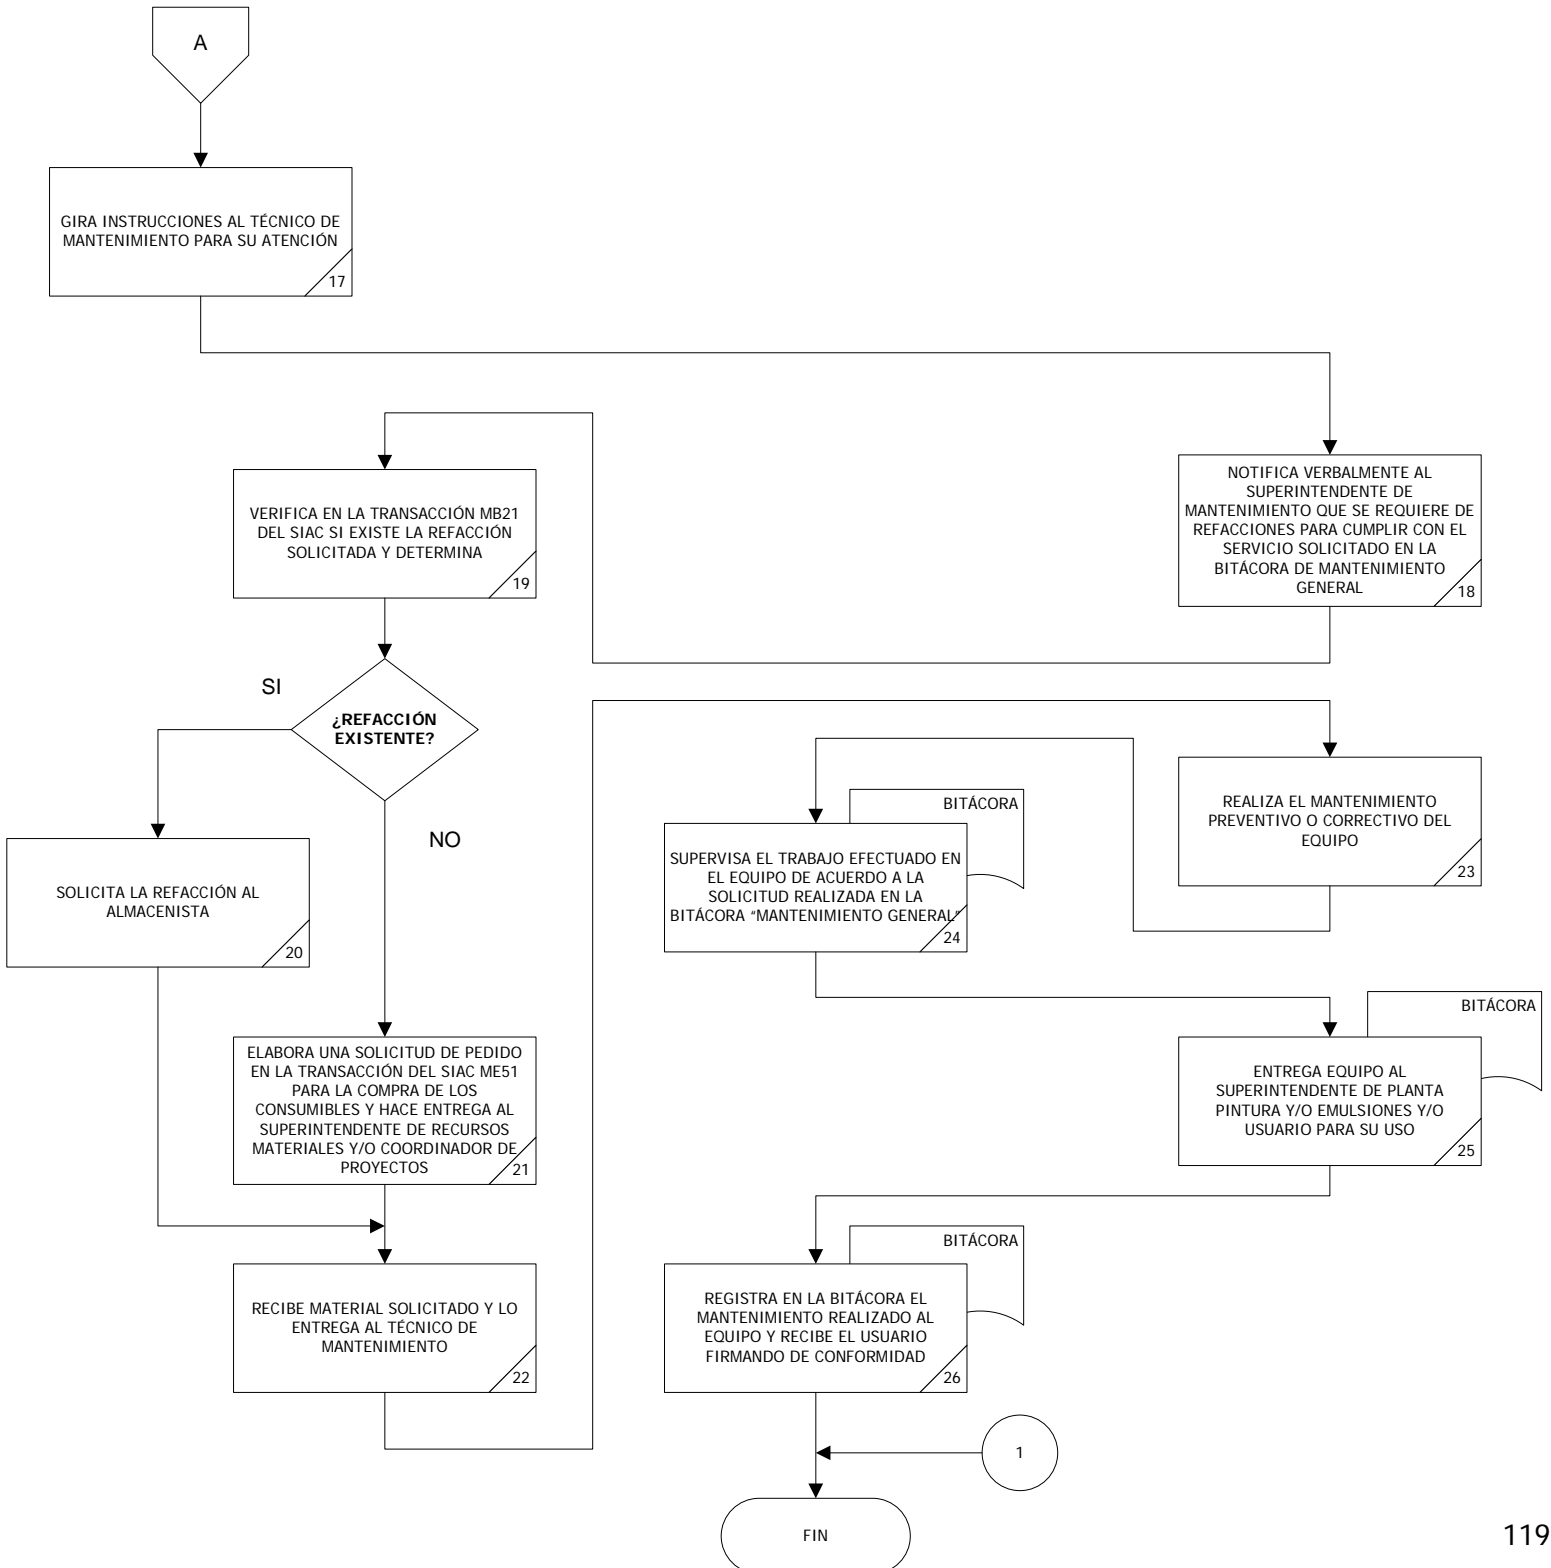 A
GIRA INSTRUCCIONES AL TÉCNICO DE
MANTENIMIENTO PARA SU ATENCIÓN
17
NOTIFICA VERBALMENTE AL
SUPERINTENDENTE DE
MANTENIMIENTO QUE SE REQUIERE DE
REFACCIONES PARA CUMPLIR CON EL
SERVICIO SOLICITADO EN LA
BITÁCORA DE MANTENIMIENTO
GENERAL
18
VERIFICA EN LA TRANSACCIÓN MB21
DEL SIAC SI EXISTE LA REFACCIÓN
SOLICITADA Y DETERMINA
19
¿REFACCIÓN
EXISTENTE?
SI
NO
SOLICITA LA REFACCIÓN AL
ALMACENISTA
20
ELABORA UNA SOLICITUD DE PEDIDO
EN LA TRANSACCIÓN DEL SIAC ME51
PARA LA COMPRA DE LOS
CONSUMIBLES Y HACE ENTREGA AL
SUPERINTENDENTE DE RECURSOS
MATERIALES Y/O COORDINADOR DE
PROYECTOS
21
RECIBE MATERIAL SOLICITADO Y LO
ENTREGA AL TÉCNICO DE
MANTENIMIENTO
22
REALIZA EL MANTENIMIENTO
PREVENTIVO O CORRECTIVO DEL
EQUIPO
23
BITÁCORA
SUPERVISA EL TRABAJO EFECTUADO EN
EL EQUIPO DE ACUERDO A LA
SOLICITUD REALIZADA EN LA
BITÁCORA “MANTENIMIENTO GENERAL”
24
BITÁCORA
ENTREGA EQUIPO AL
SUPERINTENDENTE DE PLANTA
PINTURA Y/O EMULSIONES Y/O
USUARIO PARA SU USO
25
BITÁCORA
REGISTRA EN LA BITÁCORA EL
MANTENIMIENTO REALIZADO AL
EQUIPO Y RECIBE EL USUARIO
FIRMANDO DE CONFORMIDAD
26
1
FIN
119